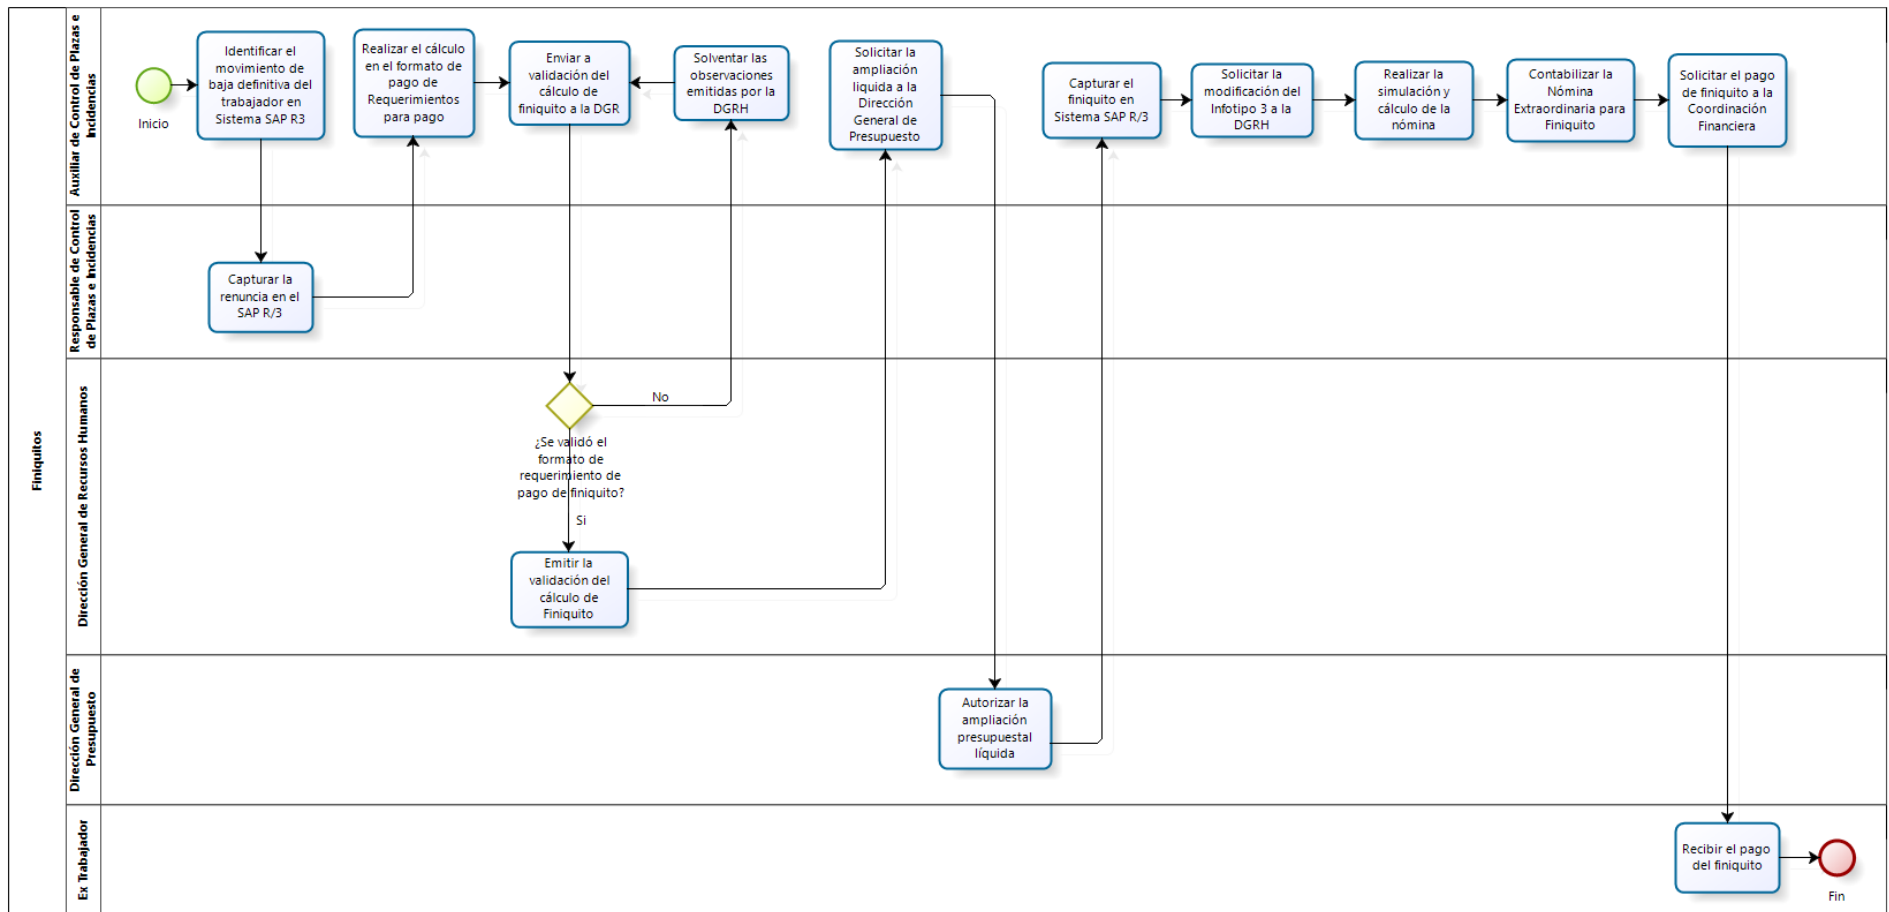 Finiquitos
Auxiliar de Control de Plazas e
Incidencias
Inicio
Identificar el
movimiento de
baja definitiva del
trabajador en
Sistema SAP R3
Realizar el cálculo
en el formato de
pago de
Requerimientos
para pago
Enviar a
validación del
cálculo de
finiquito a la DGR
Solventar las
observaciones
emitidas por la
DGRH
Solicitar la
ampliación
liquida a la
Dirección
General de
Presupuesto
Capturar el
finiquito en
Sistema SAP R/3
Solicitar la
modificación del
Infotipo 3 a la
DGRH
Realizar la
simulación y
cálculo de la
nómina
Contabilizar la
Nómina
Extraordinaria para
Finiquito
Solicitar el pago
de finiquito a la
Coordinación
Financiera
Responsable de Control
de Plazas e Incidencias
Capturar la
renuncia en el
SAP R/3
Dirección General de Recursos Humanos
No
¿Se validó el
formato de
requerimiento de
pago de finiquito?
Si
Emitir la
validación del
cálculo de
Finiquito
Dirección General de
Presupuesto
Autorizar la
ampliación
presupuestal
líquida
Ex Trabajador
Recibir el pago
del finiquito
Fin